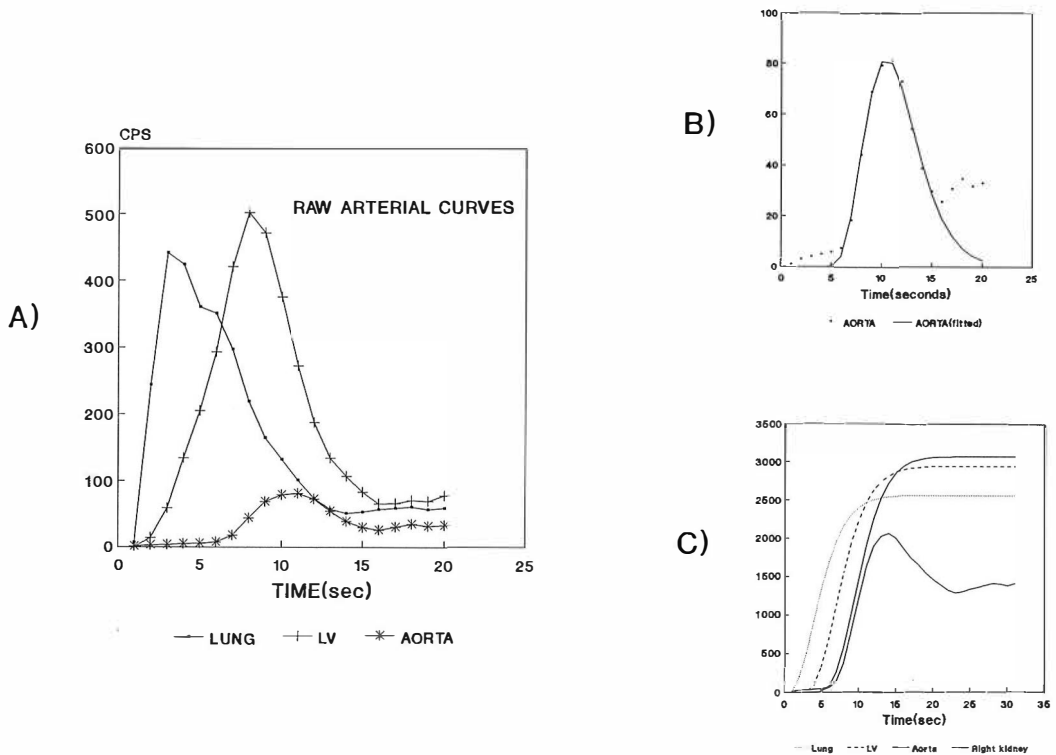 A)
CPS
600
500
400
300
200
100
0
RAW ARTERIAL CURVES
0 5 10 15 20 25
TIME(sec)
LUNG LV AORTA
B)
100
80
60
40
20
0
0 5 10 15 20 25
Time(seconds)
AORTA AORTA(fitted)
C)
3500
3000
2500
2000
1500
1000
500
0
0 5 10 15 20 25 30 35
Time(sec)
Lung LV Aorta Right kidney